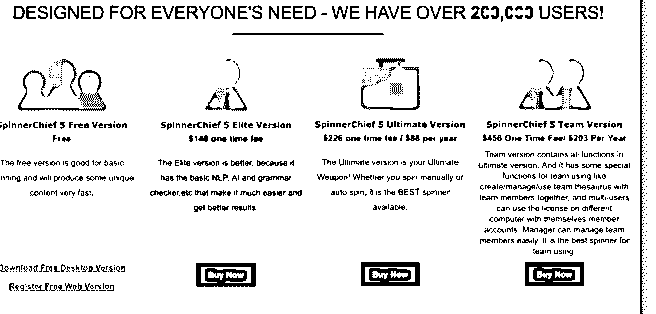 DESIGNED FOR EVERYONE'S NEED - WE HAVE OVER 200,000 USERS!
SpinnerChief 5 Free Version
Free
The free version is good for basic
and will produce some unique
content very fast.
Download Free Desktop Version
Register Free Web Version
SpinnerChief 5 Elite Version
one time fee
The Elite version is better, because it
has the basic NLP, AI and grammar
checker,etc that make it much easier and
get better results
Buy Now
SpinnerChief 5 Ultimate Version
$226 one time fee / $88 per year
The Ultimate version is your Ultimate
Weapon! Whether you spin manually or
auto spin, it is the BEST spinner
available.
Buy Now
SpinnerChief 5 Team Version
$456 One Time Fee/ $203 Per Year
Team version contains all functions in
ultimate version. And it has some special
functions for team using like
create/manage/use team thesaurus with
team members together, and multi-users
can use the license on different
computer with themselves member
accounts. Manager can manage team
members easily. It is the best spinner for
team using
Buy Now